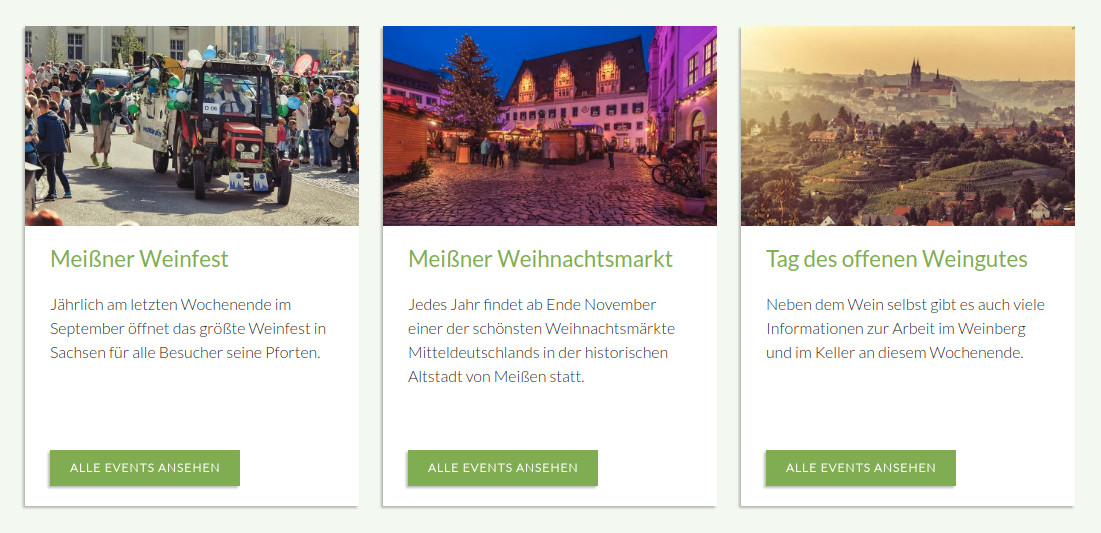 Meißner Weinfest
Jährlich am letzten Wochenende im
September öffnet das größte Weinfest in
Sachsen für alle Besucher seine Pforten.
ALLE EVENTS ANSEHEN
Meißner Weihnachtsmarkt
Jedes Jahr findet ab Ende November
einer der schönsten Weihnachtsmärkte
Mitteldeutschlands in der historischen
Altstadt von Meißen statt.
ALLE EVENTS ANSEHEN
Tag des offenen Weingutes
Neben dem Wein selbst gibt es auch viele
Informationen zur Arbeit im Weinberg
und im Keller an diesem Wochenende.
ALLE EVENTS ANSEHEN